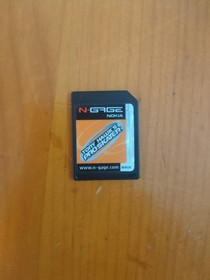 N-GAGE
NOKIA
TONY HAWK'S
PRO SKATER
www.n-gage.com